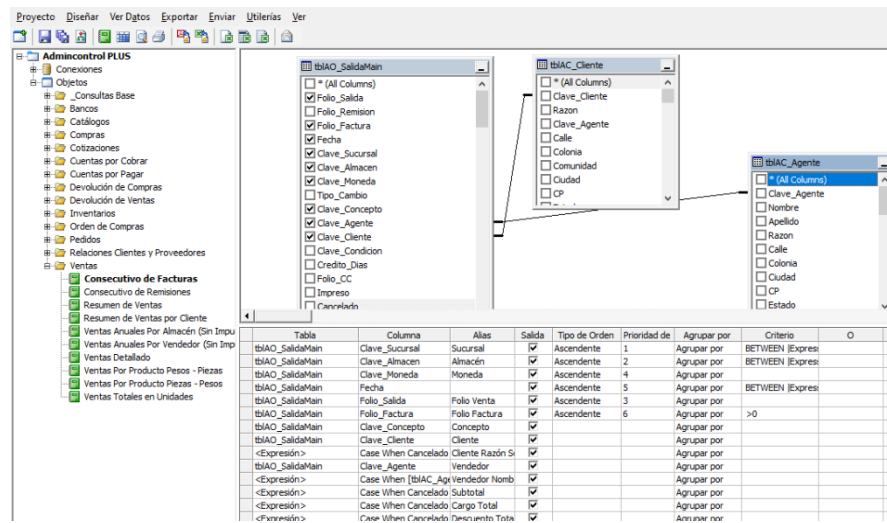 Proyecto Diseñar Ver Datos Exportar Enviar Utilerías Ver
Admincontrol PLUS
Conexiones
Objetos
_Consultas Base
Bancos
Catálogos
Compras
Cotizaciones
Cuentas por Cobrar
Cuentas por Pagar
Devolución de Compras
Devolución de Ventas
Inventarios
Orden de Compras
Pedidos
Relaciones Clientes y Proveedores
Ventas
Consecutivo de Facturas
Consecutivo de Remisiones
Resumen de Ventas
Resumen de Ventas por Cliente
Ventas Anuales Por Almacén (Sin Impu
Ventas Anuales Por Vendedor (Sin Imp
Ventas Detallado
Ventas Por Producto Pesos - Piezas
Ventas Por Producto Piezas - Pesos
Ventas Totales en Unidades
tblAO_SalidaMain
* (All Columns)
Folio_Salida
Folio_Remision
Folio_Factura
Fecha
Clave_Sucursal
Clave_Almacen
Clave_Moneda
Tipo_Cambio
Clave_Concepto
Clave_Agente
Clave_Cliente
Clave_Condicion
Credito_Dias
Folio_CC
Impreso
Cancelado
tblAC_Cliente
* (All Columns)
Clave_Cliente
Razon
Clave_Agente
Calle
Colonia
Comunidad
Ciudad
CP
tblAC_Agente
* (All Columns)
Clave_Agente
Nombre
Apellido
Razon
Calle
Colonia
Ciudad
CP
Estado
Tabla Columna Alias Salida Tipo de Orden Prioridad de Agrupar por Criterio O
tblAO_SalidaMain Clave_Sucursal Sucursal Ascendente 1 Agrupar por BETWEEN |Expres
tblAO_SalidaMain Clave_Almacen Almacén Ascendente 2 Agrupar por BETWEEN |Expres
tblAO_SalidaMain Clave_Moneda Moneda Ascendente 4 Agrupar por
tblAO_SalidaMain Fecha Ascendente 5 Agrupar por BETWEEN |Expres
tblAO_SalidaMain Folio_Salida Folio Venta Ascendente 3 Agrupar por
tblAO_SalidaMain Folio_Factura Folio Factura Ascendente 6 Agrupar por >0
tblAO_SalidaMain Clave_Concepto Concepto Agrupar por
tblAO_SalidaMain Clave_Cliente Cliente Agrupar por
<Expresión> Case When Cancelado Cliente Razón S Agrupar por
tblAO_SalidaMain Clave_Agente Vendedor Agrupar por
<Expresión> Case When [tblAC_Age Vendedor Nomb Agrupar por
<Expresión> Case When Cancelado Subtotal Agrupar por
<Expresión> Case When Cancelado Cargo Total Agrupar por
<Expresión> Case When Cancelado Descuento Tota Agrupar por